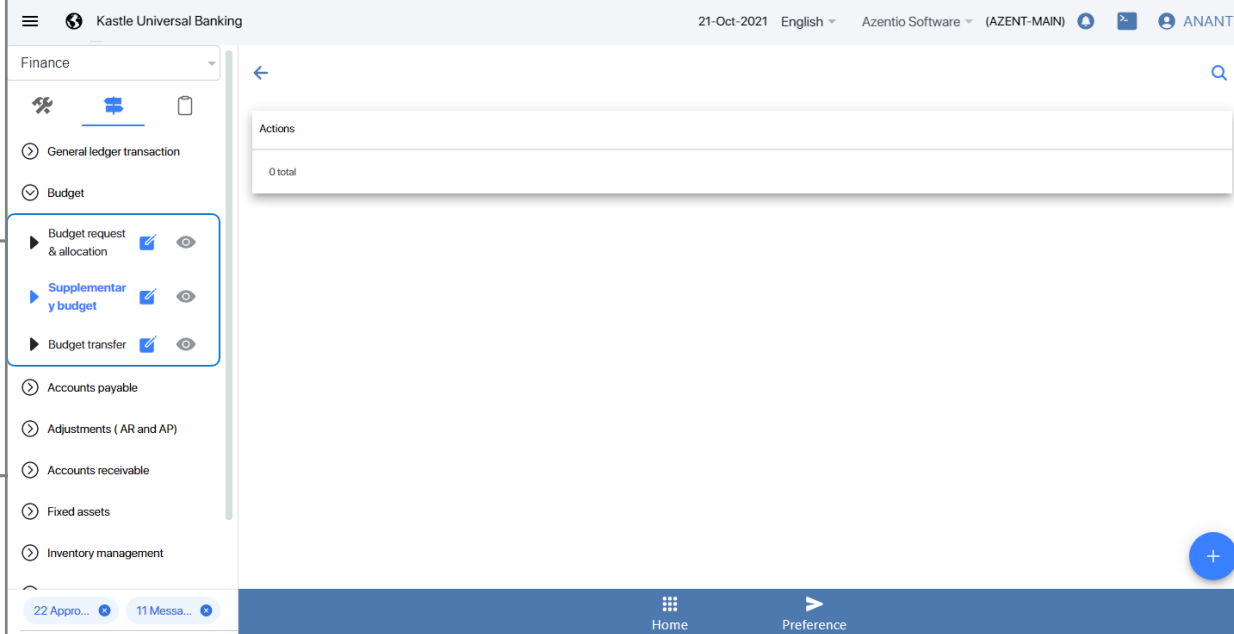 Kastle Universal Banking
21-Oct-2021 English Azentio Software (AZENT-MAIN) ANANT
Finance
General ledger transaction
Budget
Budget request
& allocation
Supplementar
y budget
Budget transfer
Accounts payable
Adjustments ( AR and AP)
Accounts receivable
Fixed assets
Inventory management
22 Appro...
11 Messa...
Actions
0 total
+
Home
Preference